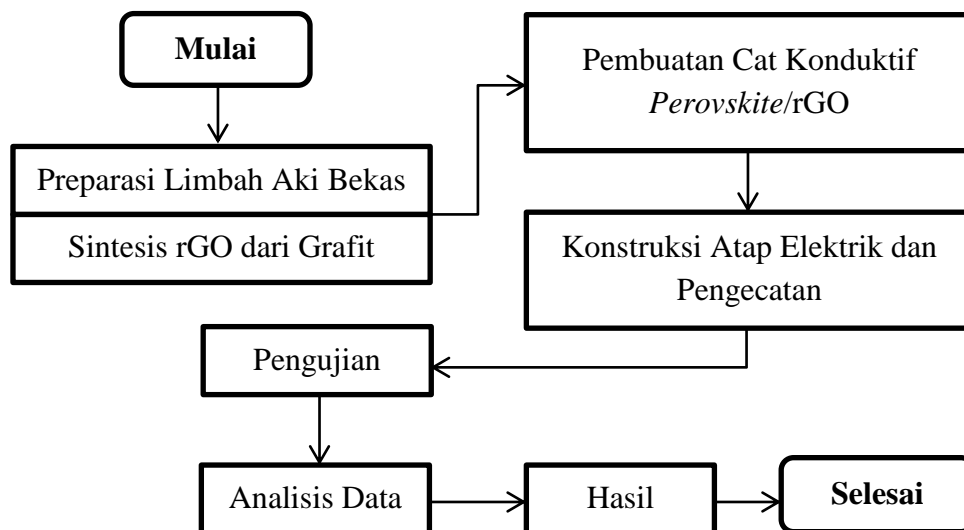 Mulai
Preparasi Limbah Aki Bekas
Sintesis rGO dari Grafit
Pembuatan Cat Konduktif
Perovskite/rGO
Konstruksi Atap Elektrik dan
Pengecatan
Pengujian
Analisis Data
Hasil
Selesai